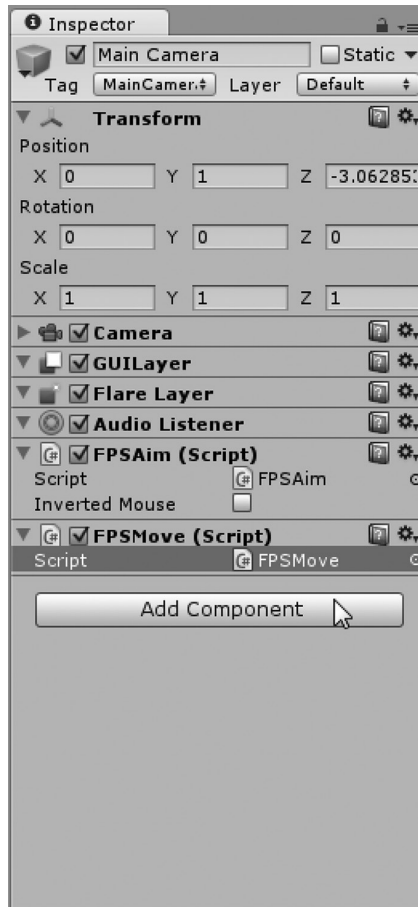 Inspector
Main Camera Static
Tag MainCamer Layer Default
Transform
Position
X 0 Y 1 Z -3.06285
Rotation
X 0 Y 0 Z 0
Scale
X 1 Y 1 Z 1
Camera
GUILayer
Flare Layer
Audio Listener
C# FPSAim (Script)
Script C# FPSAim
Inverted Mouse
C# FPSMove (Script)
Script C# FPSMove
Add Component